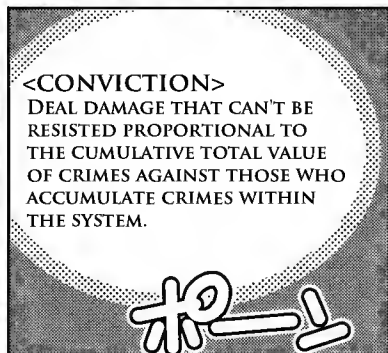 <CONVICTION>
DEAL DAMAGE THAT CAN'T BE
RESISTED PROPORTIONAL TO
THE CUMULATIVE TOTAL VALUE
OF CRIMES AGAINST THOSE WHO
ACCUMULATE CRIMES WITHIN
THE SYSTEM.
ポーン